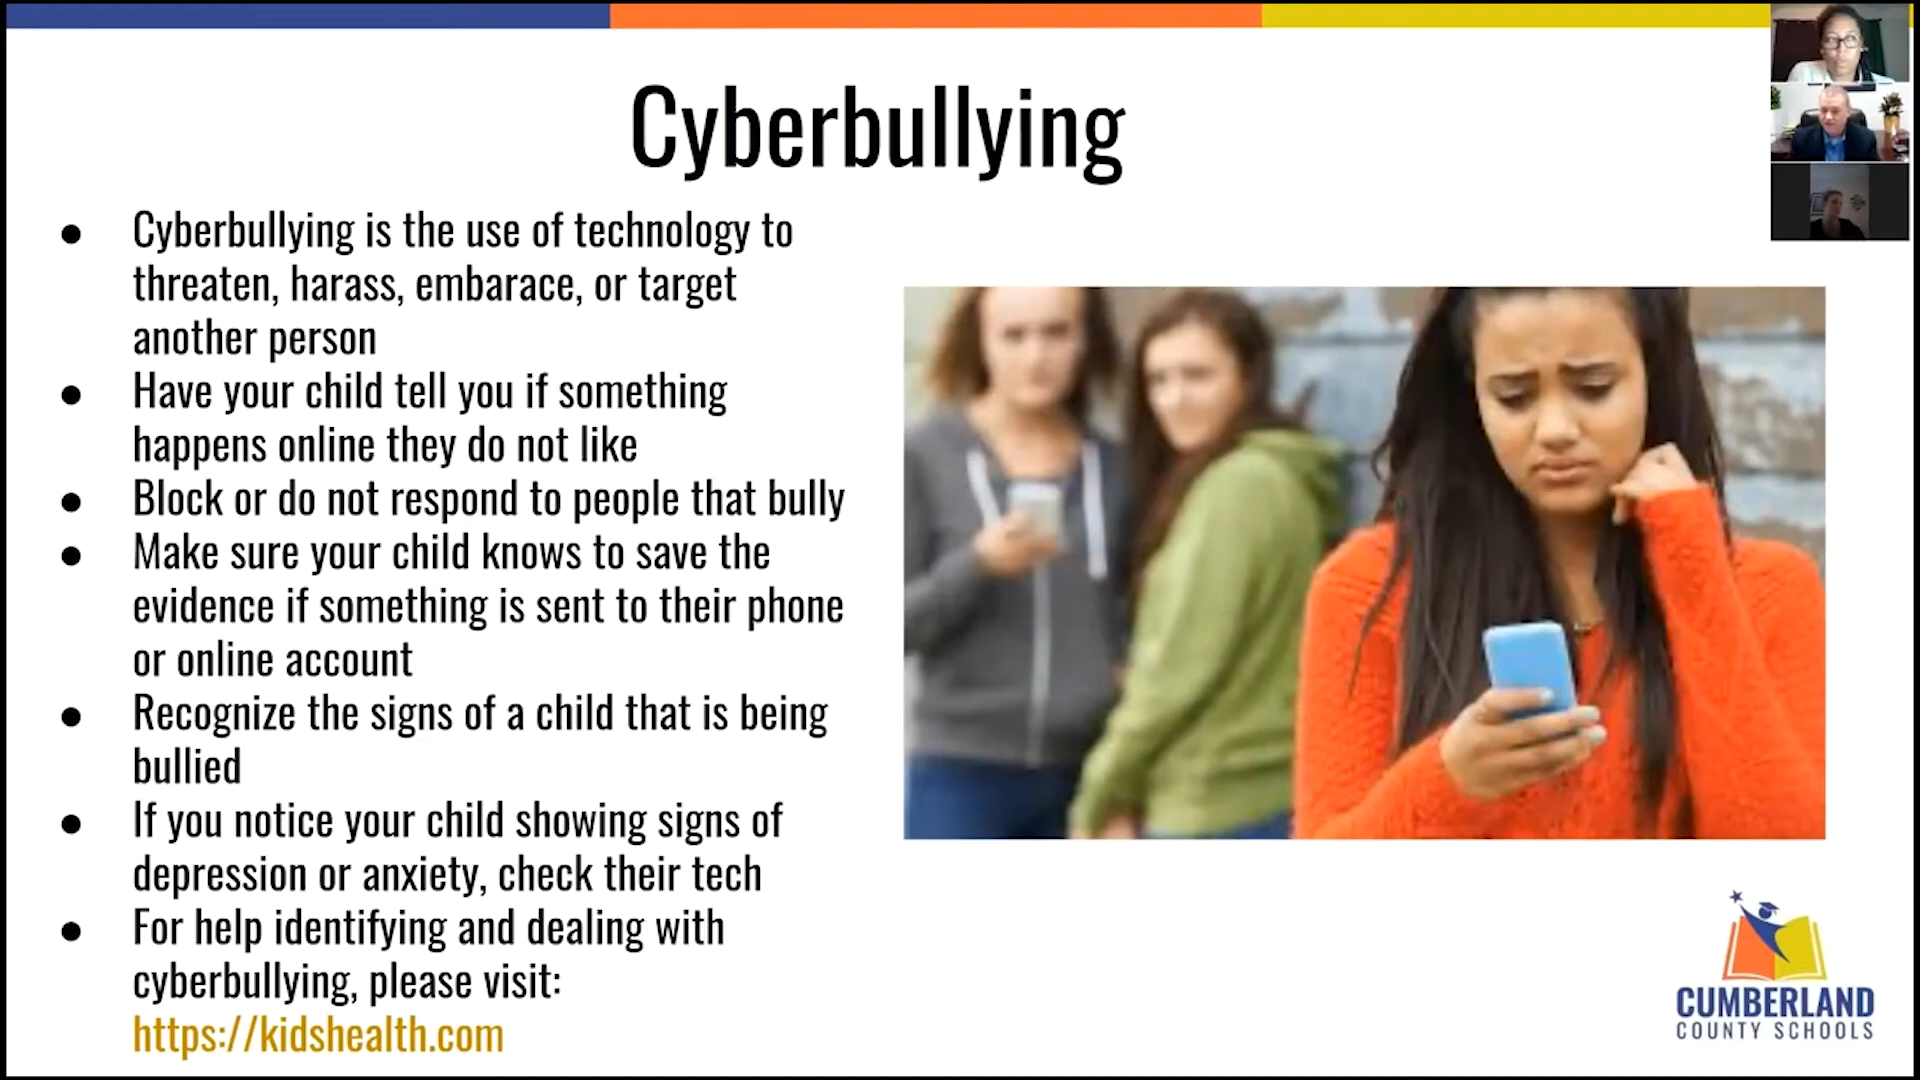 Cyberbullying
● Cyberbullying is the use of technology to
threaten, harass, embarace, or target
another person
● Have your child tell you if something
happens online they do not like
● Block or do not respond to people that bully
● Make sure your child knows to save the
evidence if something is sent to their phone
or online account
● Recognize the signs of a child that is being
bullied
● If you notice your child showing signs of
depression or anxiety, check their tech
● For help identifying and dealing with
cyberbullying, please visit:
https://kidshealth.com
CUMBERLAND
COUNTY SCHOOLS